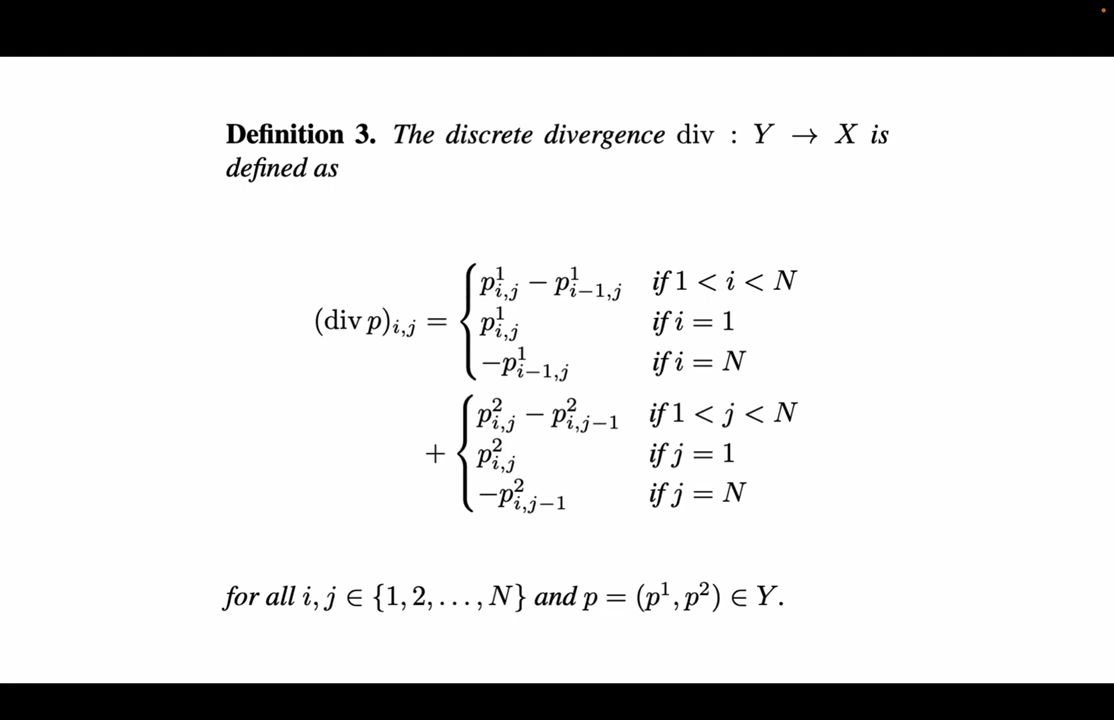 Definition 3. The discrete divergence div : Y → X is
defined as
(div p)_{i,j} = { p^1_{i,j} − p^1_{i−1,j} if 1 < i < N
p^1_{i,j} if i = 1
−p^1_{i−1,j} if i = N
+ { p^2_{i,j} − p^2_{i,j−1} if 1 < j < N
p^2_{i,j} if j = 1
−p^2_{i,j−1} if j = N
for all i, j ∈ {1, 2, . . . , N} and p = (p^1, p^2) ∈ Y.